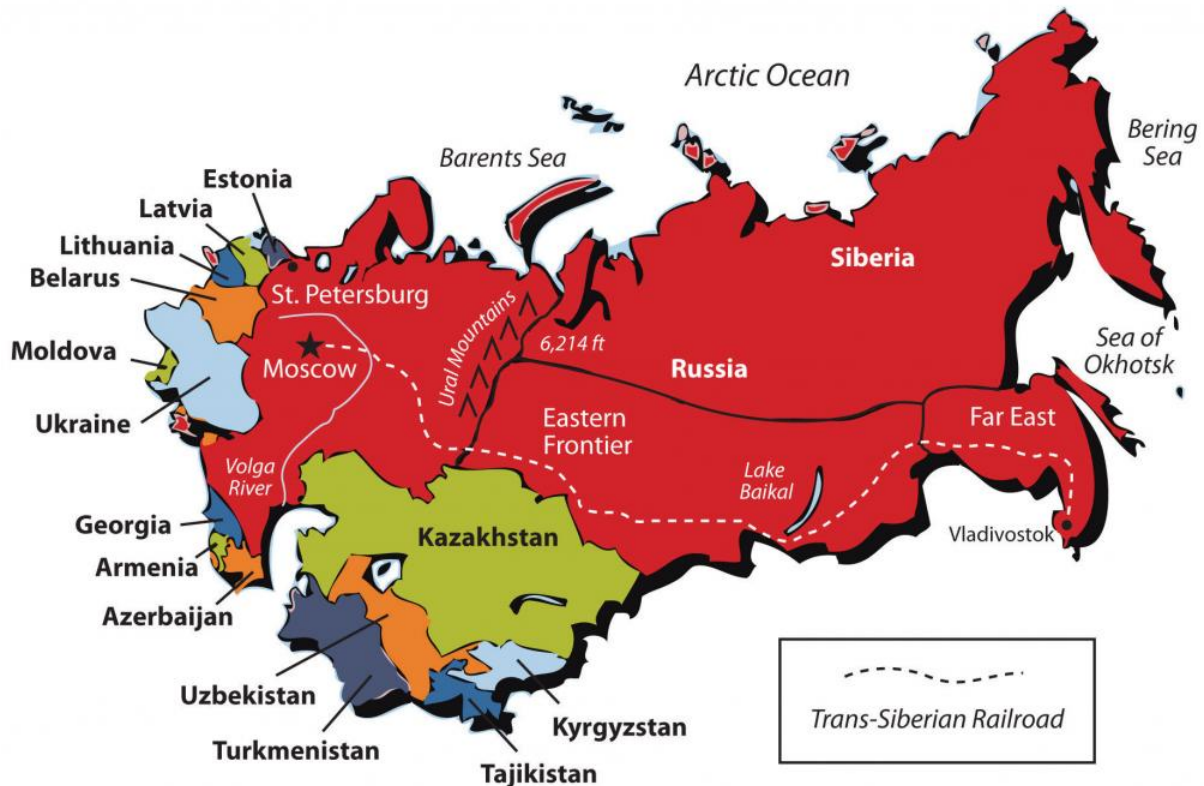 Arctic Ocean
Bering
Sea
Barents Sea
Estonia
Latvia
Lithuania
Belarus
St. Petersburg
Siberia
Ural Mountains
6,214 ft
Sea of
Okhotsk
Moldova
Moscow
Russia
Ukraine
Eastern
Frontier
Far East
Volga
River
Lake
Baikal
Georgia
Kazakhstan
Vladivostok
Armenia
Azerbaijan
Uzbekistan
Kyrgyzstan
Turkmenistan
Tajikistan
Trans-Siberian Railroad